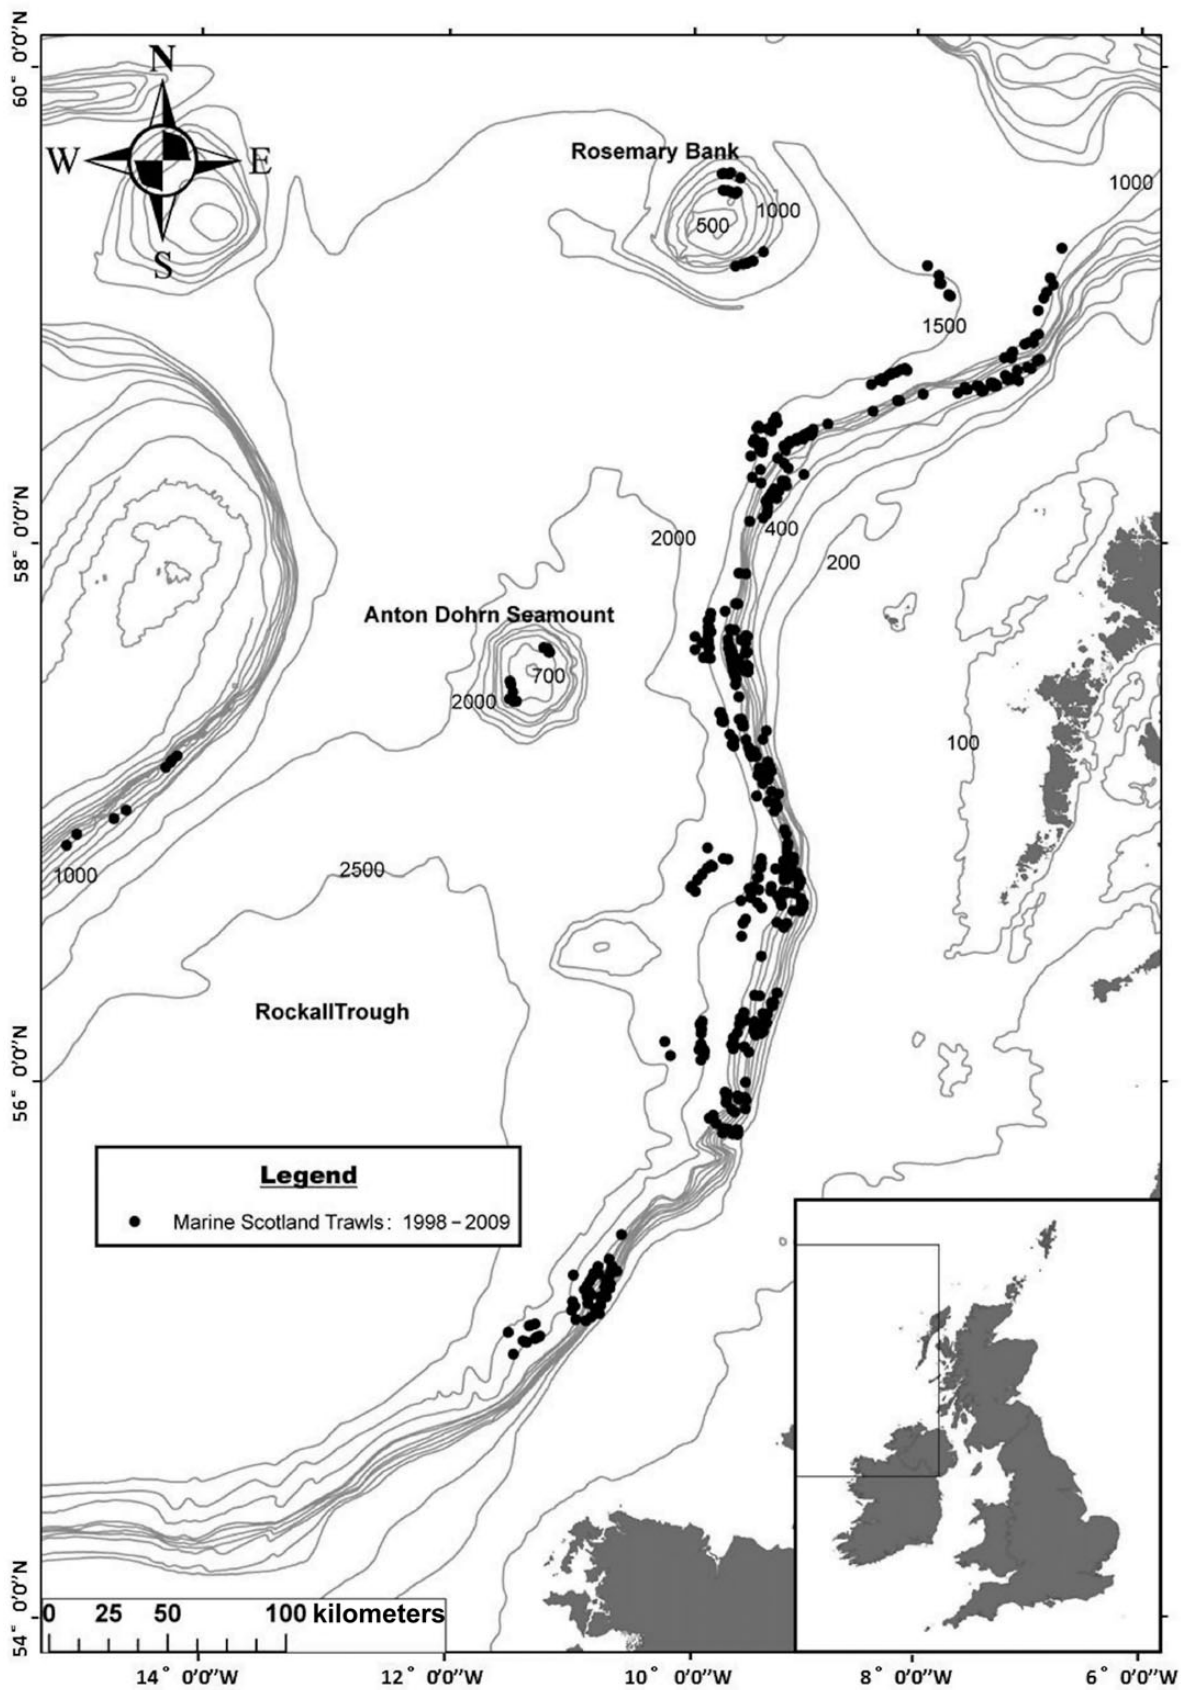 N
W E
S
60° 0'0"N
58° 0'0"N
56° 0'0"N
54° 0'0"N
Rosemary Bank
1000
1000
500
1500
400
2000
200
Anton Dohrn Seamount
700
2000
100
2500
1000
RockallTrough
Legend
Marine Scotland Trawls: 1998–2009
0 25 50 100 kilometers
14° 0'0"W 12° 0'0"W 10° 0'0"W 8° 0'0"W 6° 0'0"W